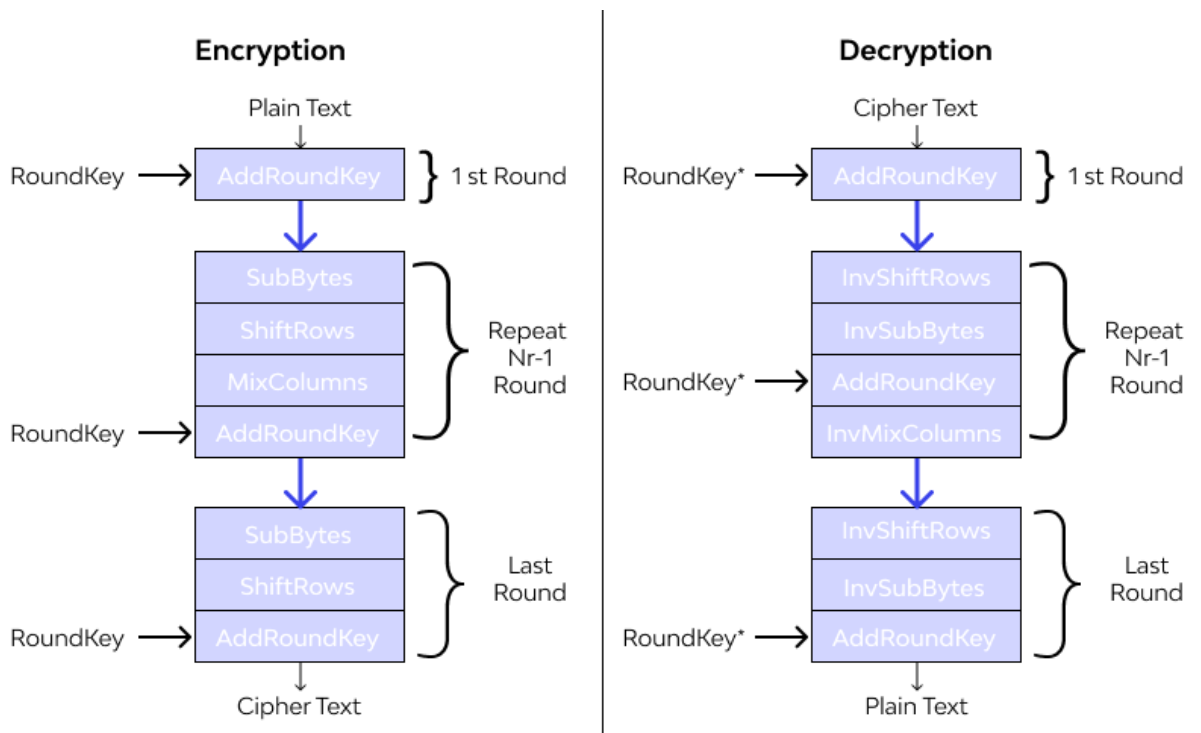 Encryption
Plain Text
RoundKey
AddRoundKey
1 st Round
SubBytes
ShiftRows
MixColumns
AddRoundKey
RoundKey
Repeat
Nr-1
Round
SubBytes
ShiftRows
AddRoundKey
RoundKey
Last
Round
Cipher Text
Decryption
Cipher Text
RoundKey*
AddRoundKey
1 st Round
InvShiftRows
InvSubBytes
AddRoundKey
InvMixColumns
RoundKey*
Repeat
Nr-1
Round
InvShiftRows
InvSubBytes
AddRoundKey
RoundKey*
Last
Round
Plain Text